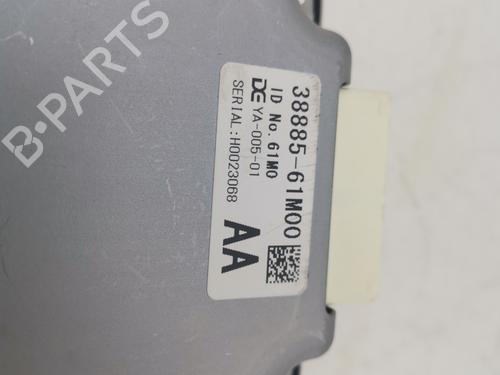 38885-61M00
ID No. 61M0
DE YA-005-01
SERIAL:H0023068
AA
B-PARTS